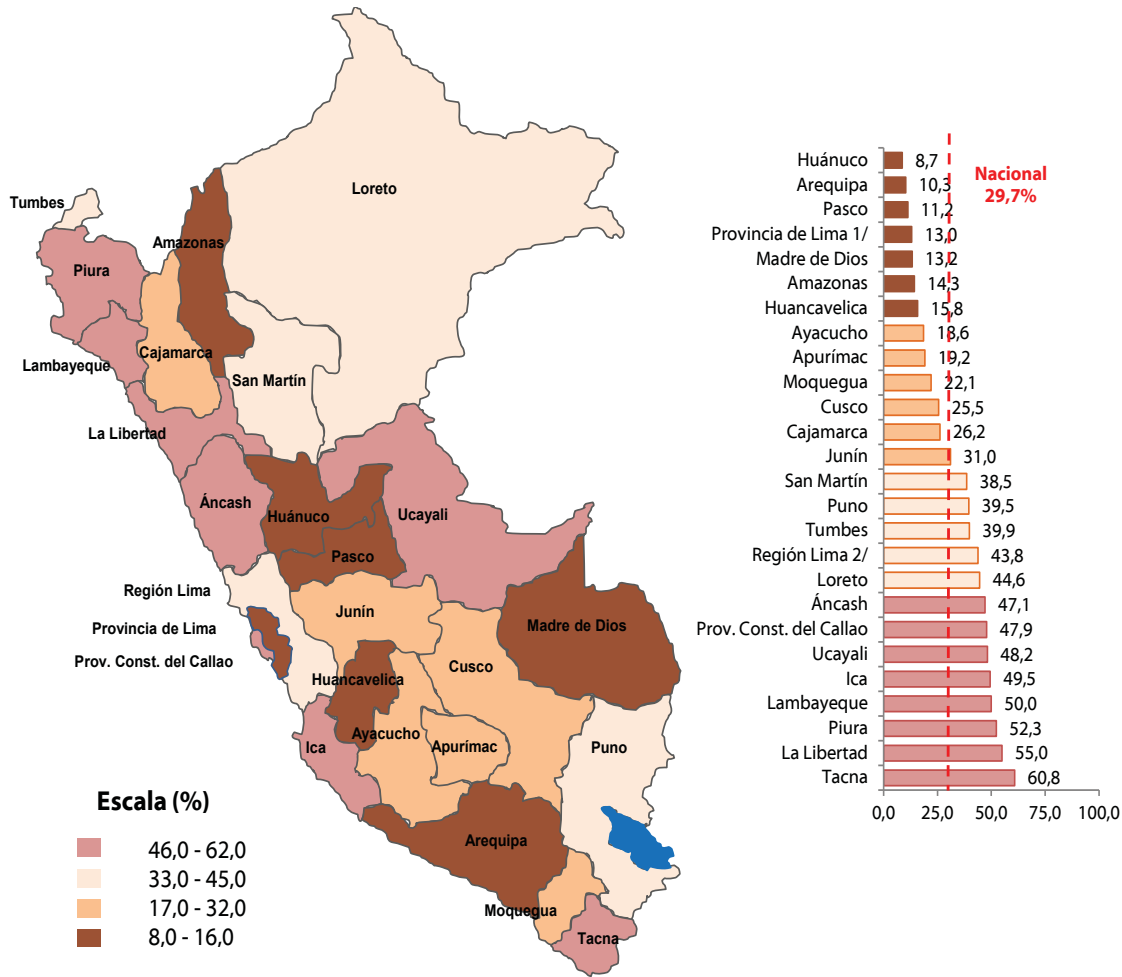 Loreto
Tumbes
Amazonas
Piura
Cajamarca
Lambayeque
San Martín
La Libertad
Áncash
Huánuco
Ucayali
Pasco
Región Lima
Junín
Provincia de Lima
Madre de Dios
Prov. Const. del Callao
Cusco
Huancavelica
Ayacucho
Ica
Apurímac
Puno
Arequipa
Moquegua
Tacna
Escala (%)
46,0 - 62,0
33,0 - 45,0
17,0 - 32,0
8,0 - 16,0
Nacional
29,7%
Huánuco 8,7
Arequipa 10,3
Pasco 11,2
Provincia de Lima 1/ 13,0
Madre de Dios 13,2
Amazonas 14,3
Huancavelica 15,8
Ayacucho 18,6
Apurímac 19,2
Moquegua 22,1
Cusco 25,5
Cajamarca 26,2
Junín 31,0
San Martín 38,5
Puno 39,5
Tumbes 39,9
Región Lima 2/ 43,8
Loreto 44,6
Áncash 47,1
Prov. Const. del Callao 47,9
Ucayali 48,2
Ica 49,5
Lambayeque 50,0
Piura 52,3
La Libertad 55,0
Tacna 60,8
0,0 25,0 50,0 75,0 100,0